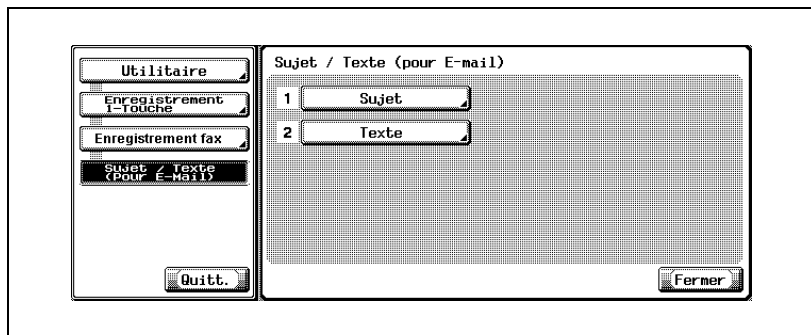 Utilitaire
Enregistrement
1-Touche
Enregistrement fax
Sujet / Texte
(Pour E-Mail)
Quitt.
Sujet / Texte (pour E-mail)
1 Sujet
2 Texte
Fermer